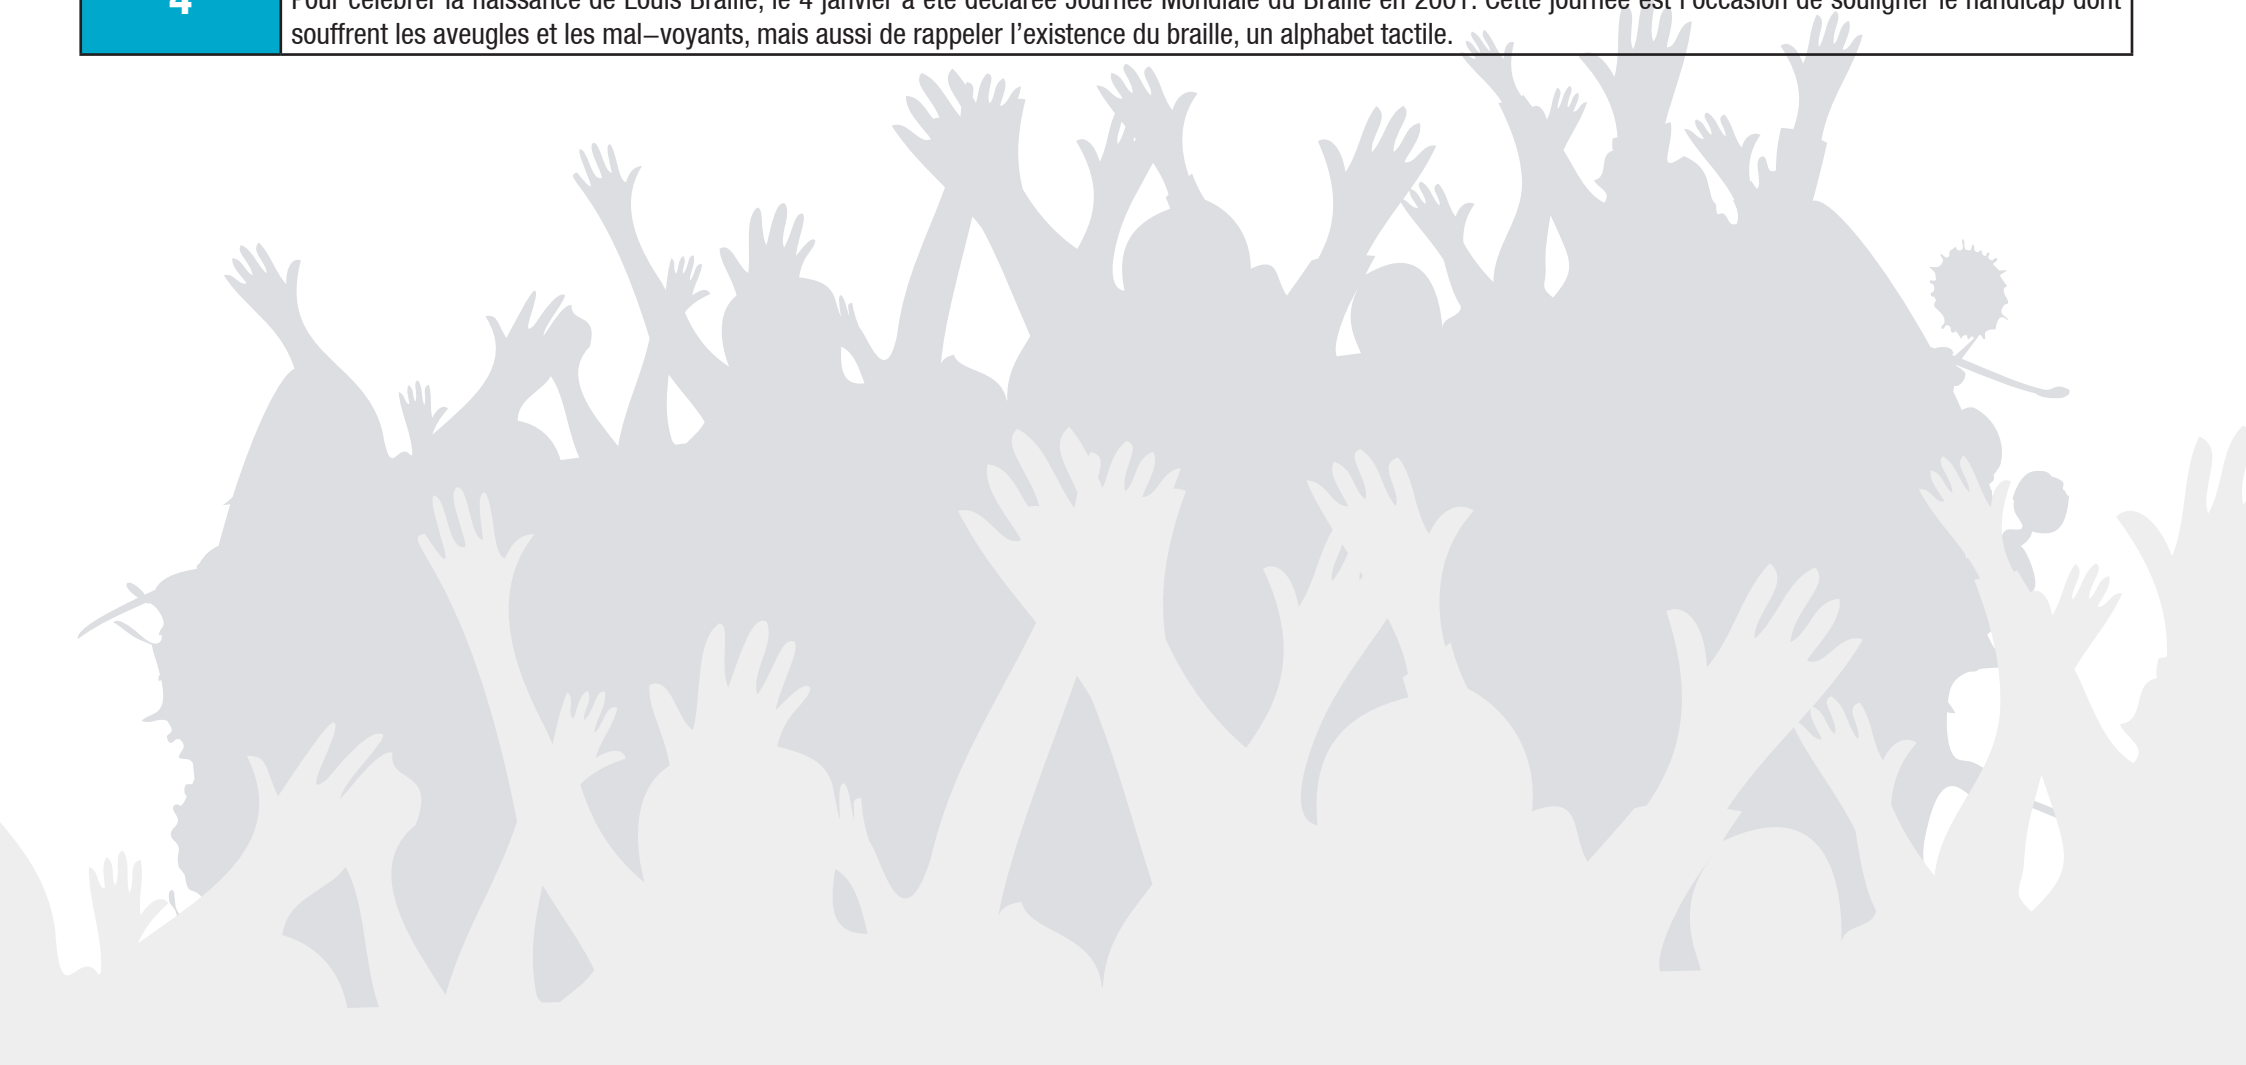 4
Pour célébrer la naissance de Louis Braille, le 4 janvier a été déclarée Journée Mondiale du Braille en 2001. Cette journée est l'occasion de souligner le handicap dont
souffrent les aveugles et les mal–voyants, mais aussi de rappeler l’existence du braille, un alphabet tactile.